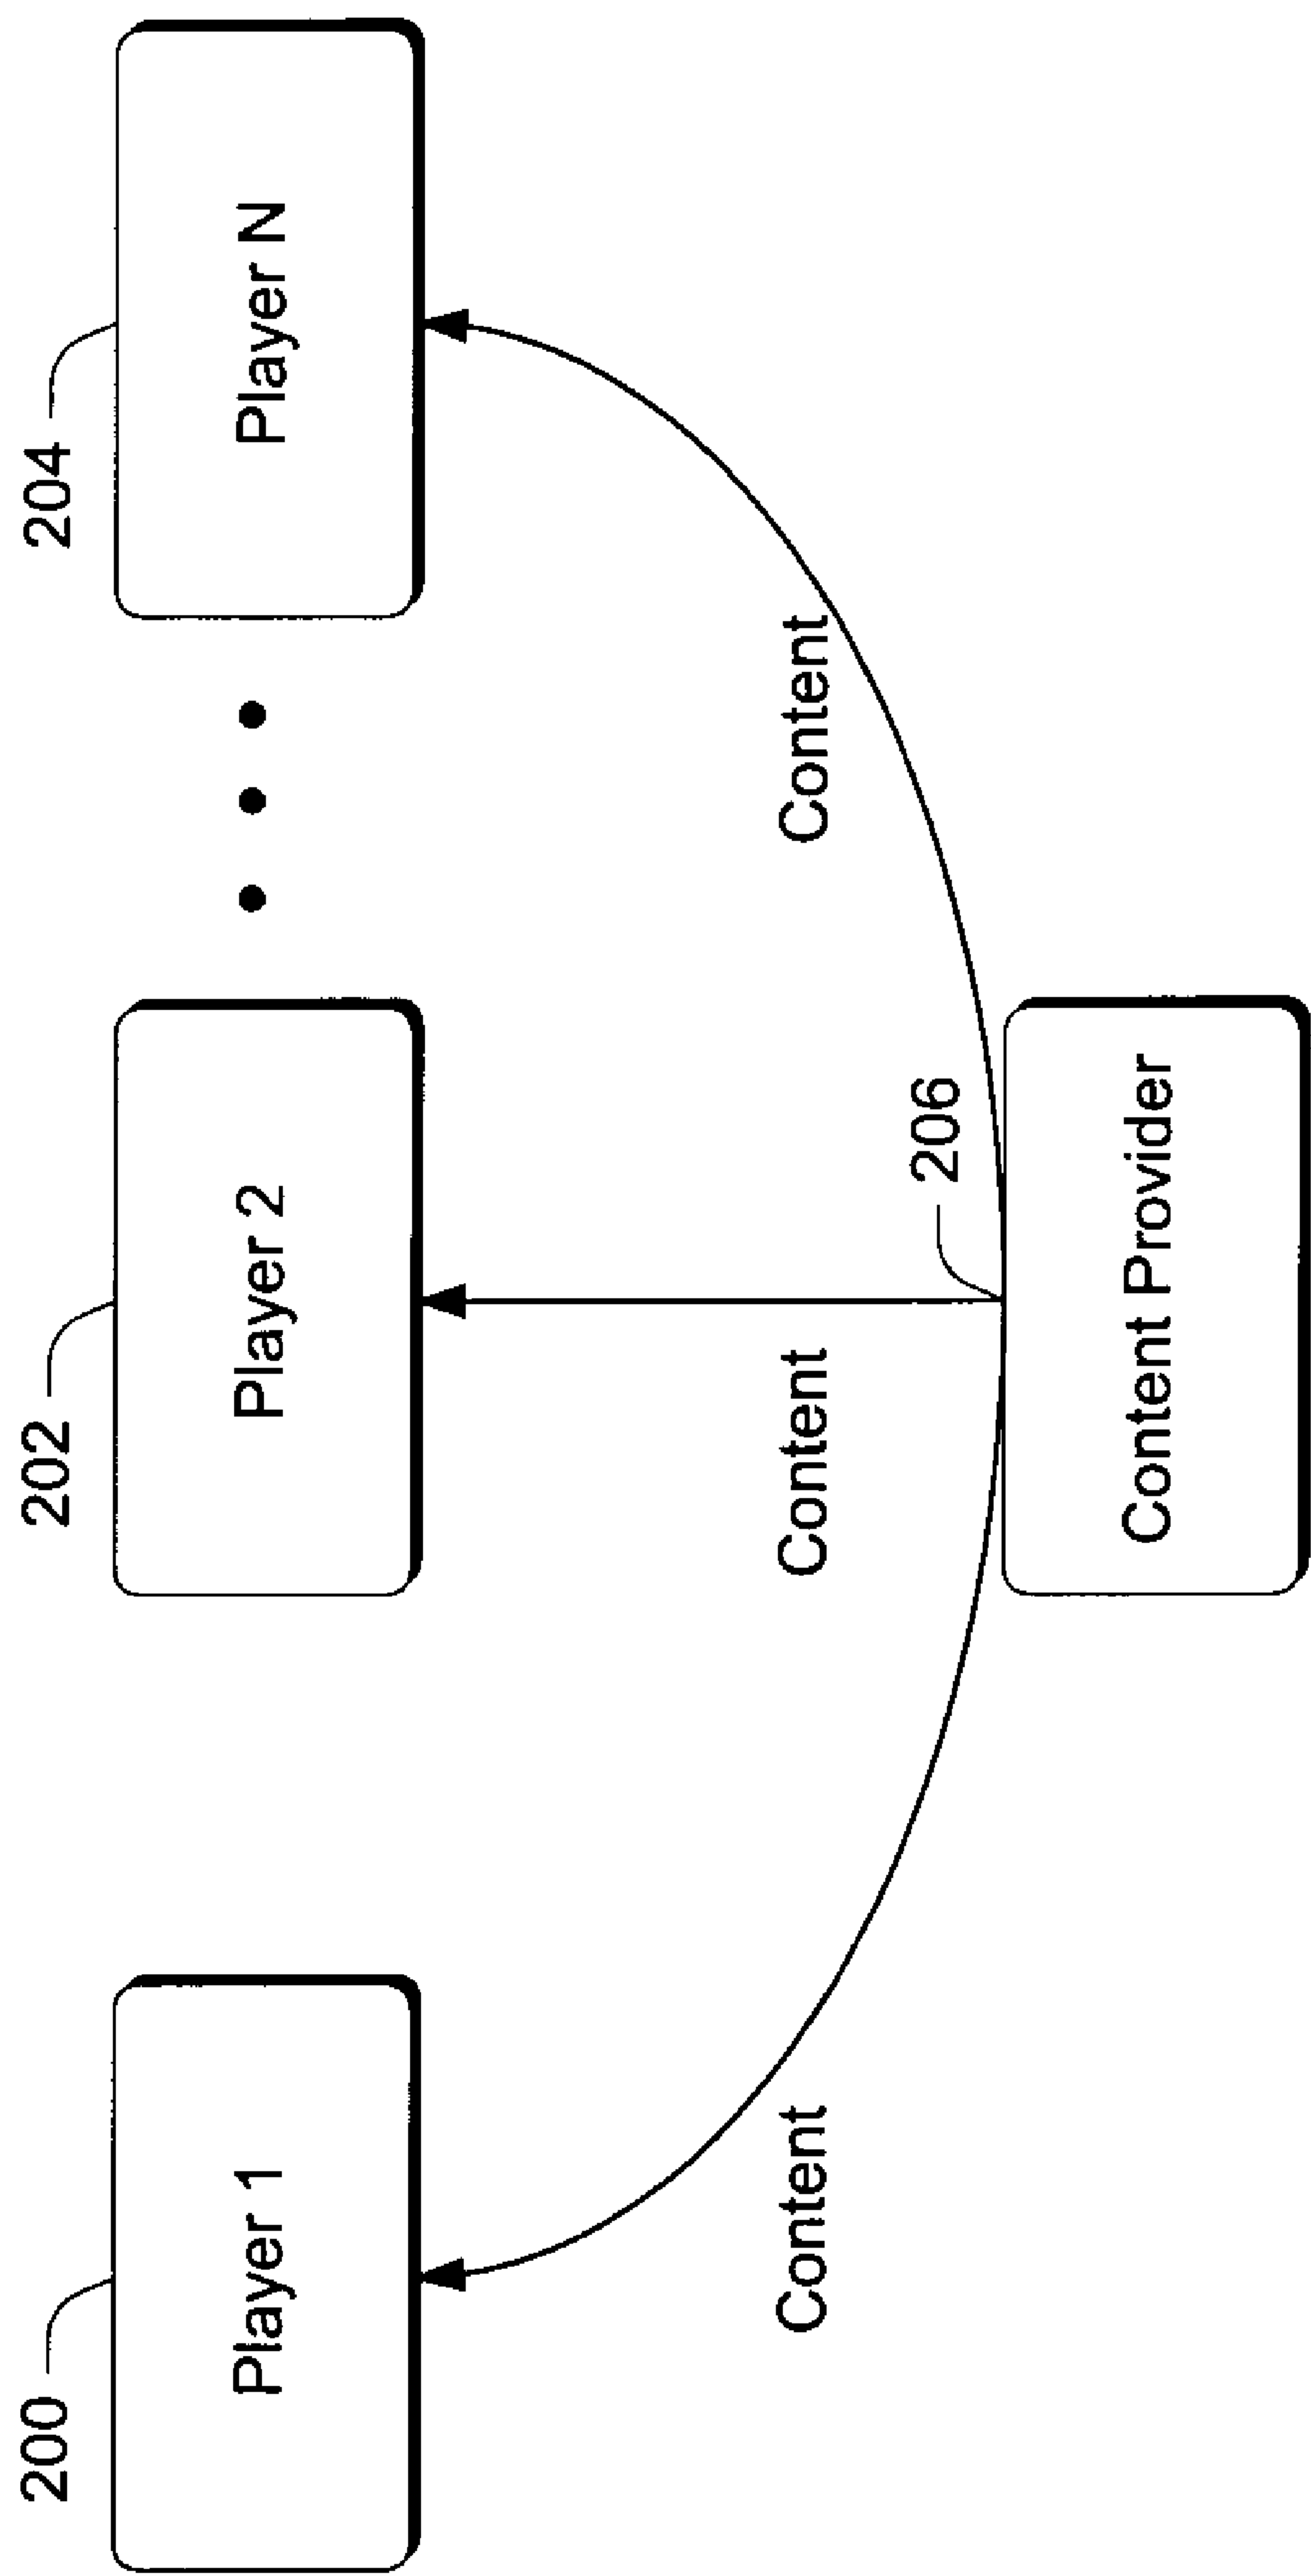 200
202
204
Player 1
Player 2
Player N
Content
Content
Content
206
Content Provider